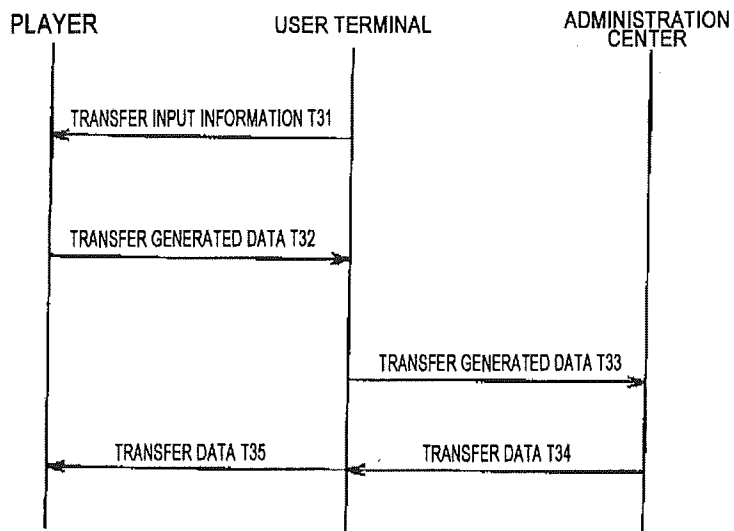 PLAYER
USER TERMINAL
ADMINISTRATION
CENTER
TRANSFER INPUT INFORMATION T31
TRANSFER GENERATED DATA T32
TRANSFER GENERATED DATA T33
TRANSFER DATA T35
TRANSFER DATA T34